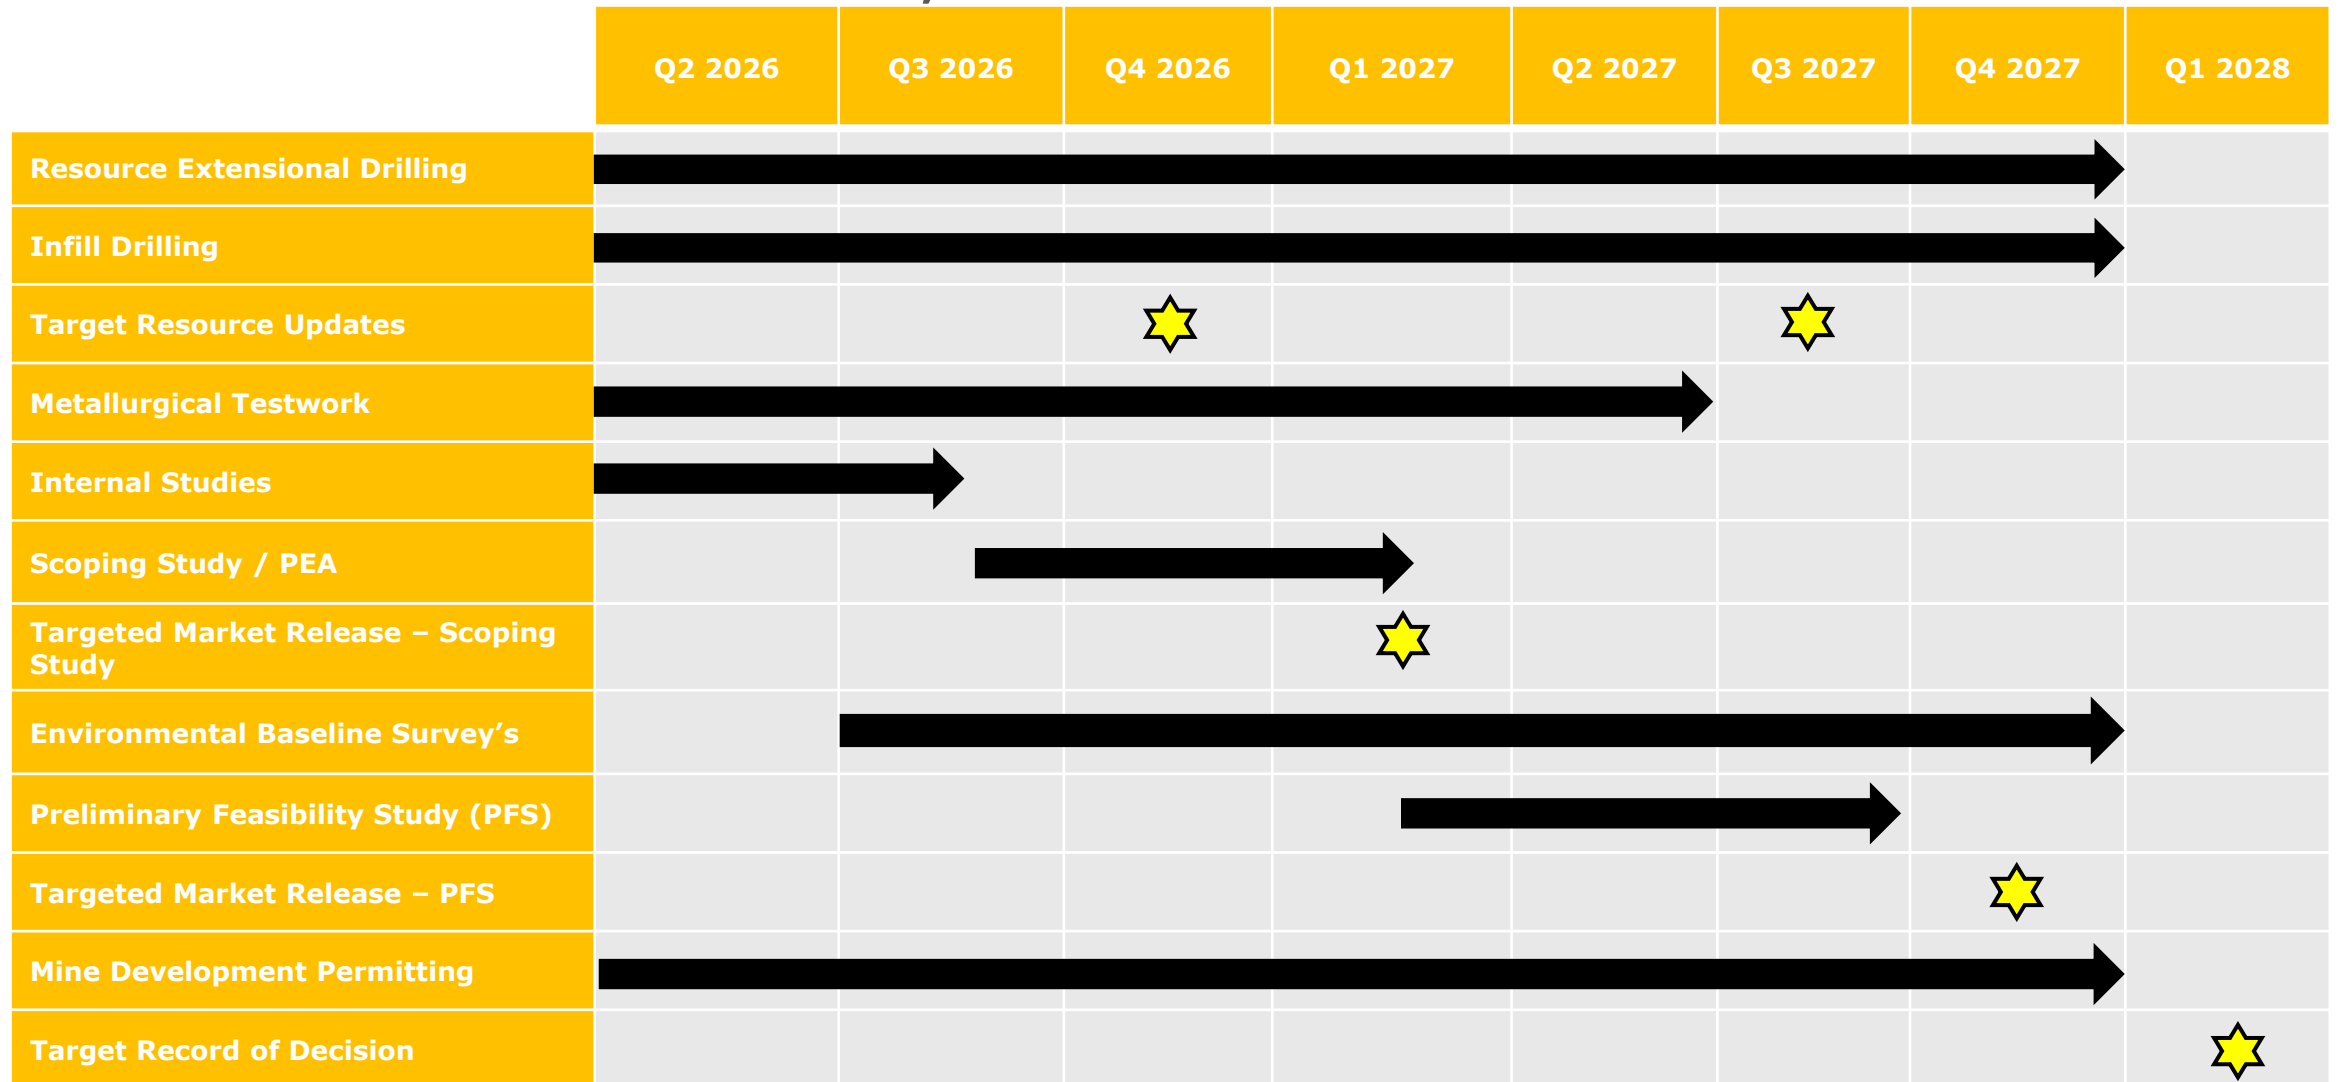 Q2 2026 Q3 2026 Q4 2026 Q1 2027 Q2 2027 Q3 2027 Q4 2027 Q1 2028
Resource Extensional Drilling
Infill Drilling
Target Resource Updates
Metallurgical Testwork
Internal Studies
Scoping Study / PEA
Targeted Market Release – Scoping
Study
Environmental Baseline Survey’s
Preliminary Feasibility Study (PFS)
Targeted Market Release – PFS
Mine Development Permitting
Target Record of Decision